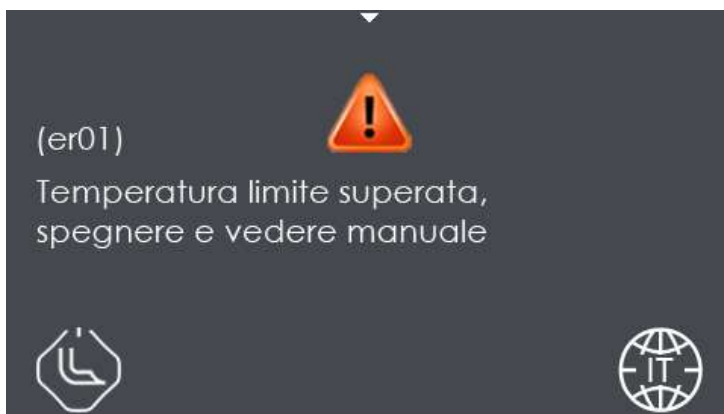 (er01)
Temperatura limite superata,
spegnere e vedere manuale
IT